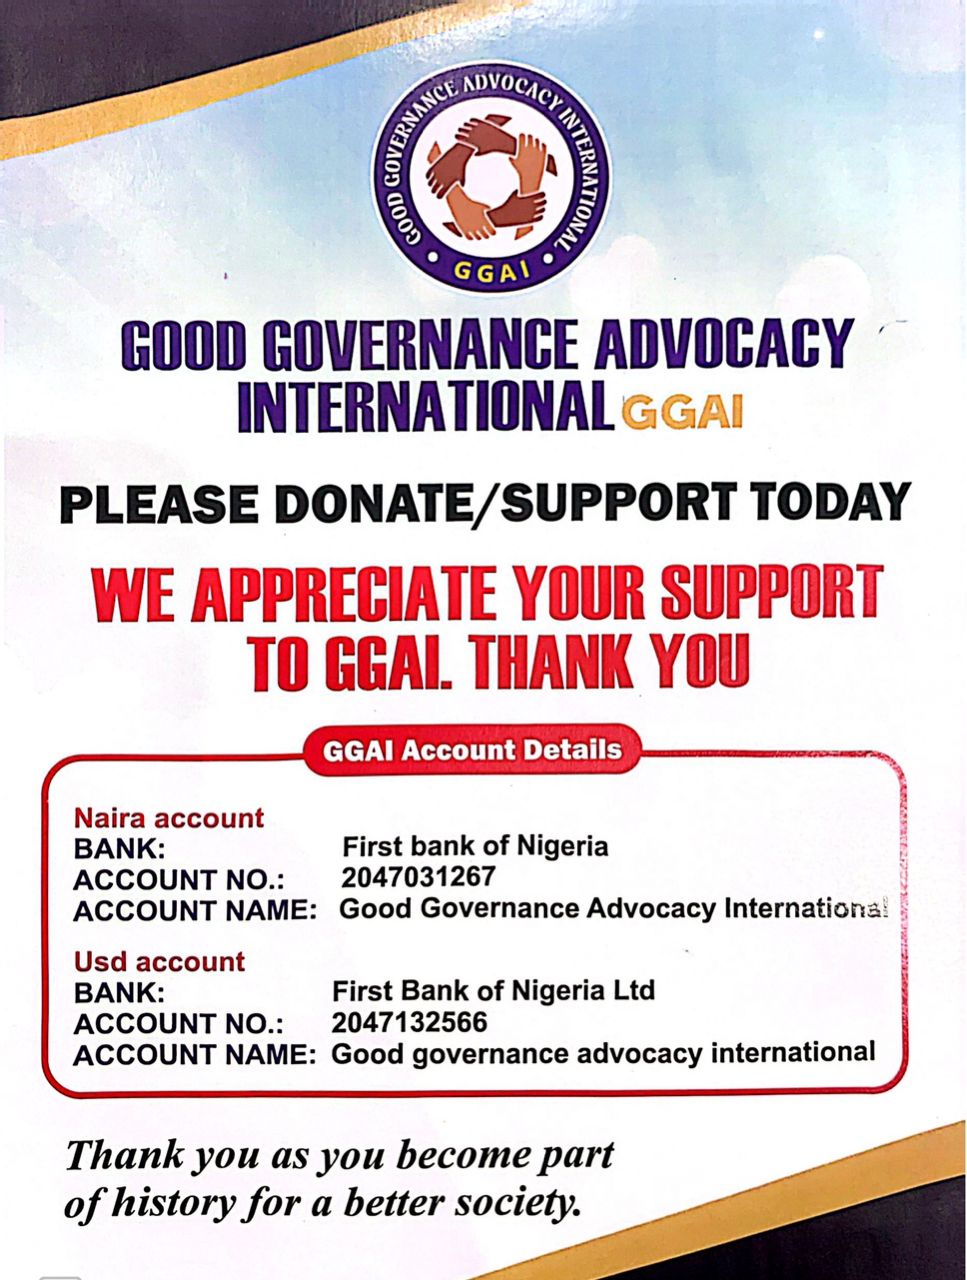 GOOD GOVERNANCE ADVOCACY INTERNATIONAL
• GGAI •
GOOD GOVERNANCE ADVOCACY
INTERNATIONAL GGAI
PLEASE DONATE/SUPPORT TODAY
WE APPRECIATE YOUR SUPPORT
TO GGAI. THANK YOU
GGAI Account Details
Naira account
BANK: First bank of Nigeria
ACCOUNT NO.: 2047031267
ACCOUNT NAME: Good Governance Advocacy International
Usd account
BANK: First Bank of Nigeria Ltd
ACCOUNT NO.: 2047132566
ACCOUNT NAME: Good governance advocacy international
Thank you as you become part
of history for a better society.